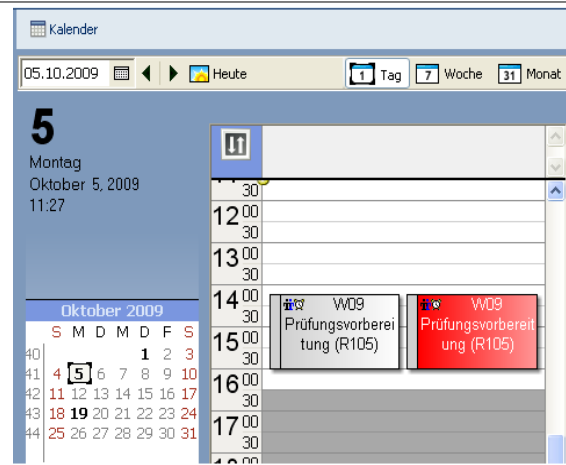 Kalender
05.10.2009 Heute 1 Tag 7 Woche 31 Monat
5
Montag
Oktober 5, 2009
11:27
Oktober 2009
S M D M D F S
40 1 2 3
41 4 5 6 7 8 9 10
42 11 12 13 14 15 16 17
43 18 19 20 21 22 23 24
44 25 26 27 28 29 30 31
30
12 00
30
13 00
30
14 00
30
15 00
30
16 00
30
17 00
30
W09
Prüfungsvorberei
tung (R105)
W09
Prüfungsvorbereit
ung (R105)